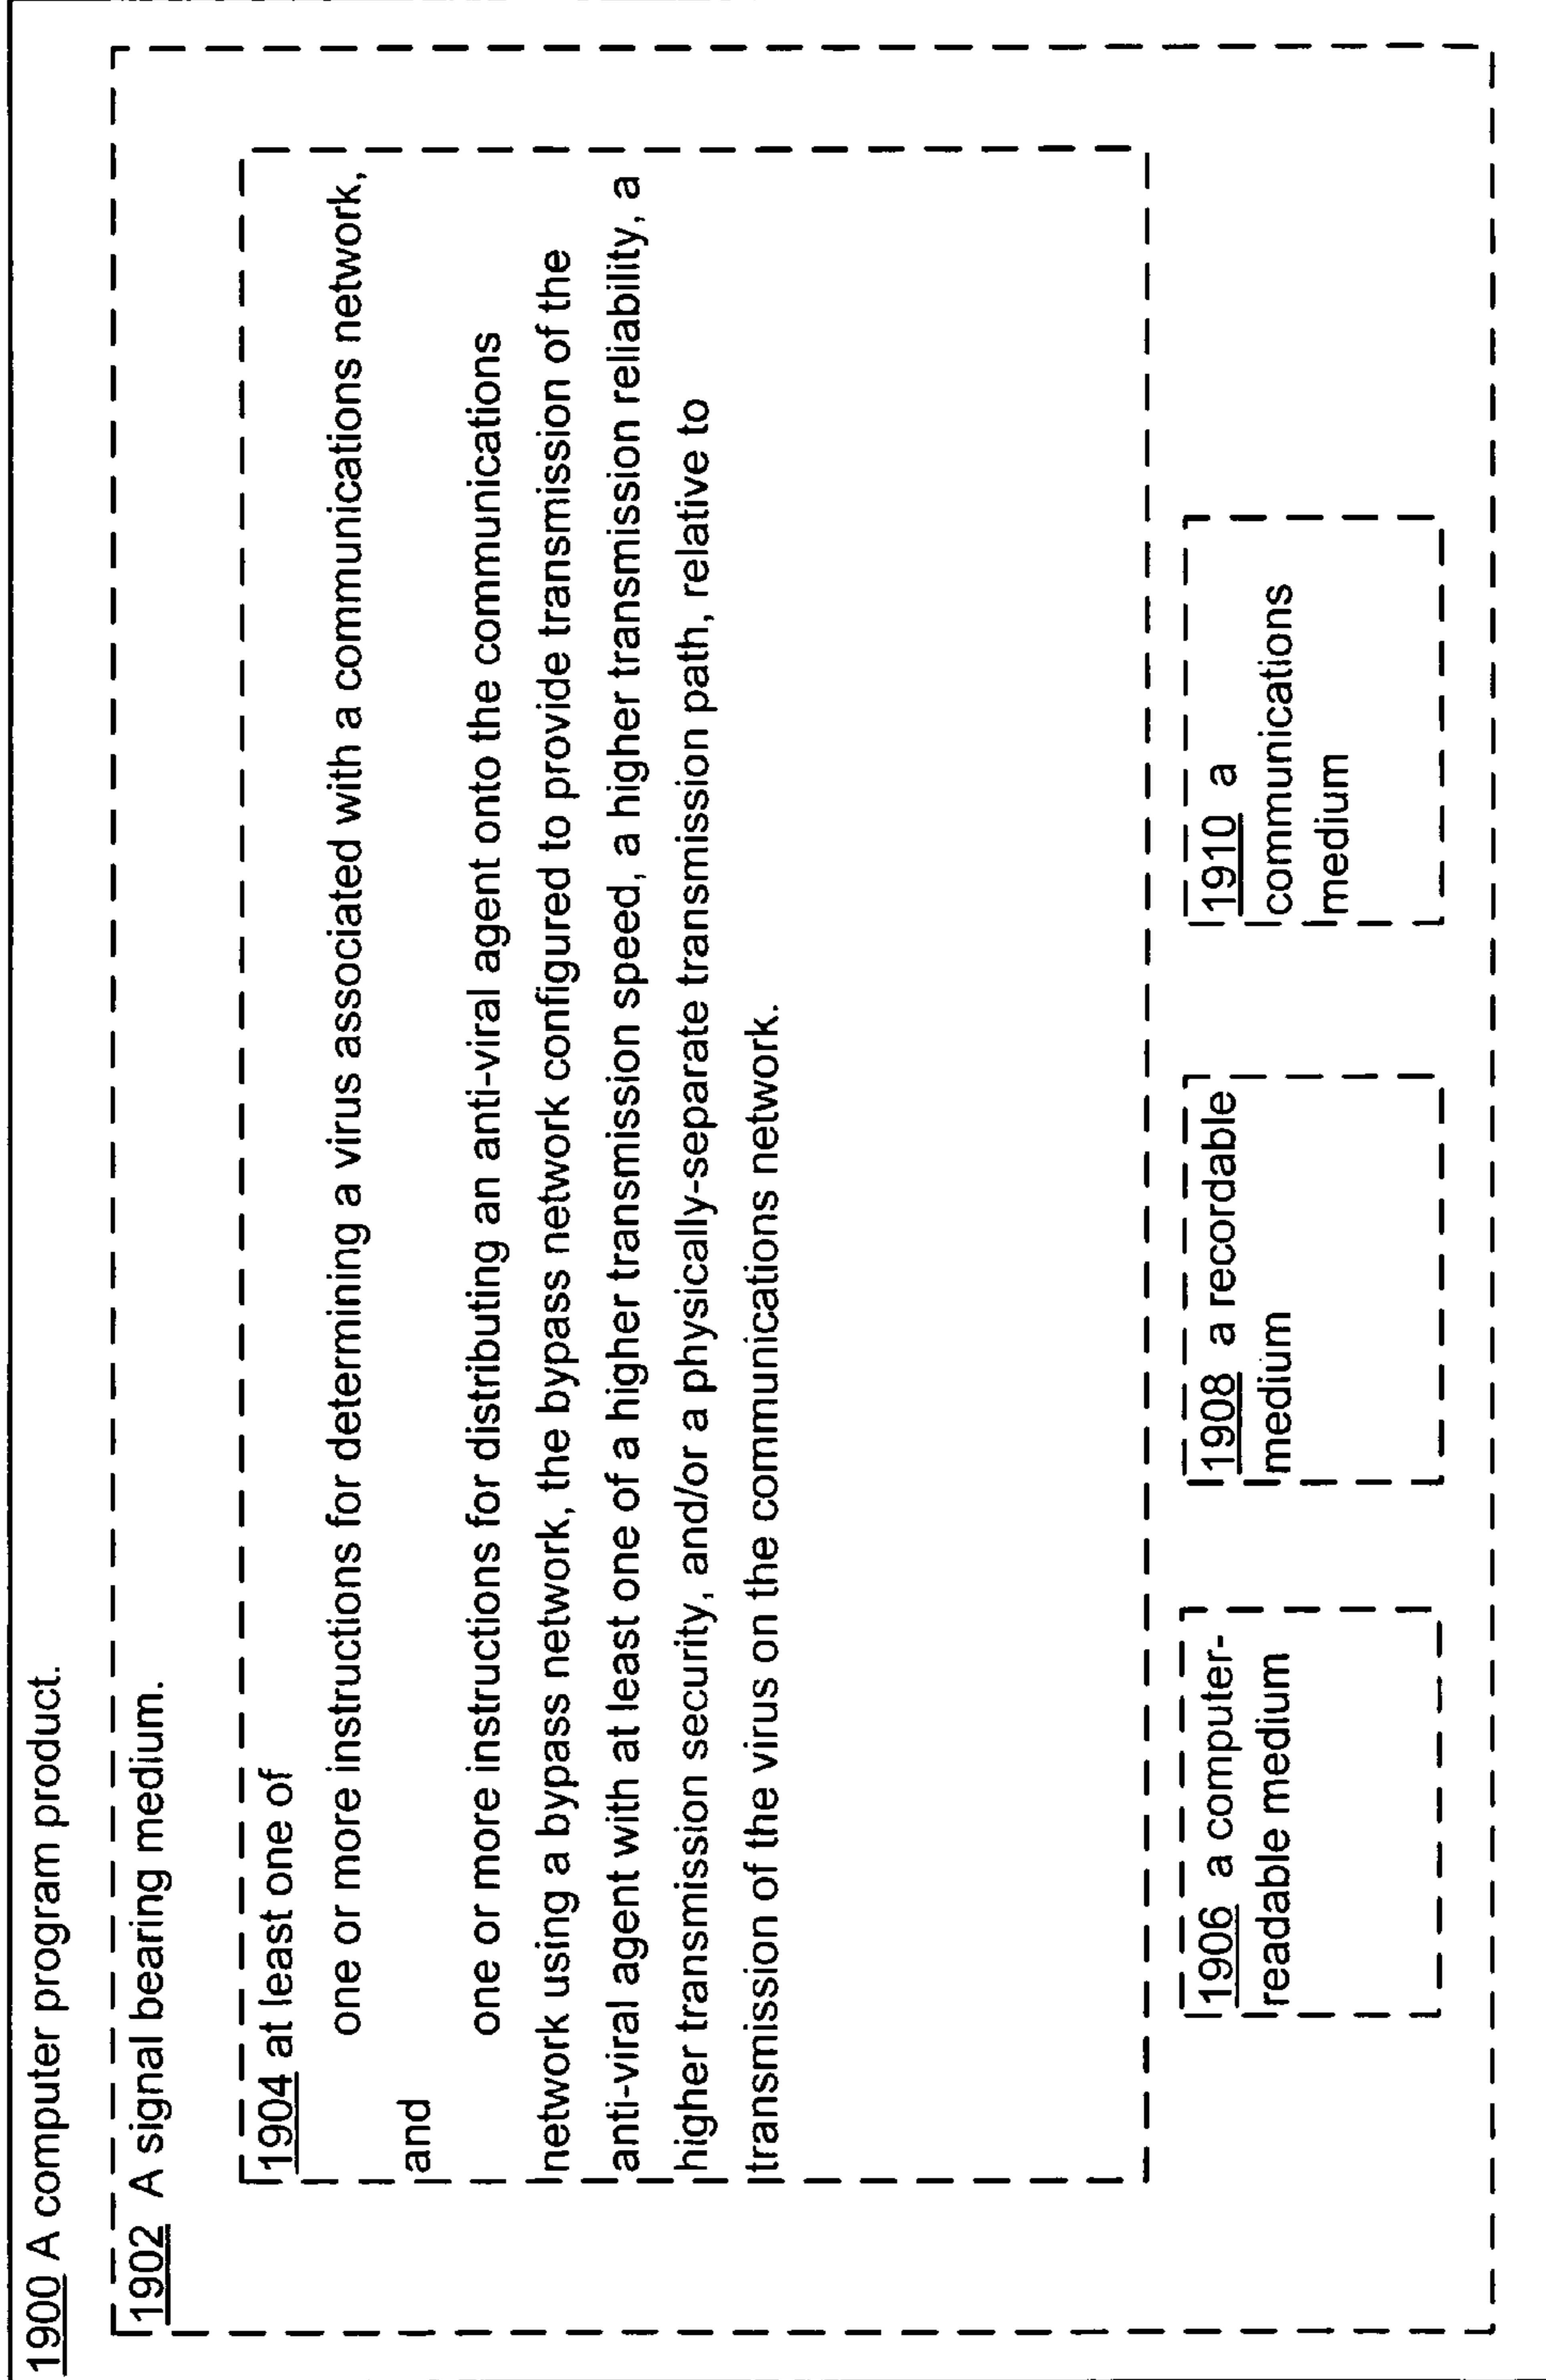 1900 A computer program product.
1902 A signal bearing medium.
1904 at least one of
one or more instructions for determining a virus associated with a communications network,
and
one or more instructions for distributing an anti-viral agent onto the communications
network using a bypass network, the bypass network configured to provide transmission of the
anti-viral agent with at least one of a higher transmission speed, a higher transmission reliability, a
higher transmission security, and/or a physically-separate transmission path, relative to
transmission of the virus on the communications network.
1906 a computer-
readable medium
1908 a recordable
medium
1910 a
communications
medium